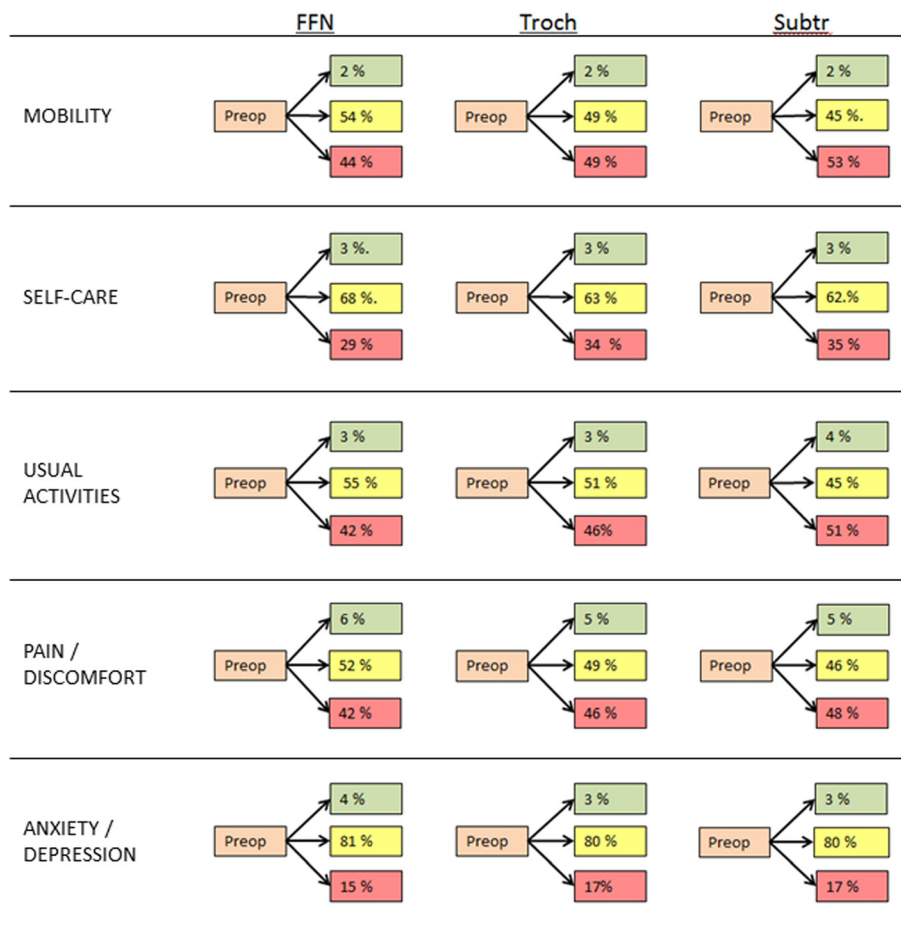 FFN Troch Subtr
2 % 2 % 2 %
MOBILITY Preop 54 % Preop 49 % Preop 45 %.
44 % 49 % 53 %
3 %. 3 % 3 %
SELF-CARE Preop 68 %. Preop 63 % Preop 62.%
29 % 34 % 35 %
3 % 3 % 4 %
USUAL
ACTIVITIES Preop 55 % Preop 51 % Preop 45 %
42 % 46% 51 %
6 % 5 % 5 %
PAIN /
DISCOMFORT Preop 52 % Preop 49 % Preop 46 %
42 % 46 % 48 %
4 % 3 % 3 %
ANXIETY /
DEPRESSION Preop 81 % Preop 80 % Preop 80 %
15 % 17% 17 %